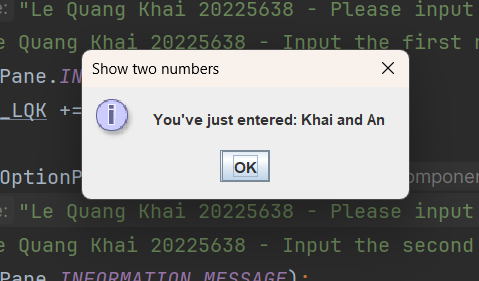 "Le Quang Khai 20225638 - Please input
e Quang Khai 20225638 - Input the first
Pane.IN
Show two numbers
_LQK +=
You've just entered: Khai and An
OK
OptionP
omponen
"Le Quang Khai 20225638 - Please input
e Quang Khai 20225638 - Input the second
Pane.INFORMATION_MESSAGE);